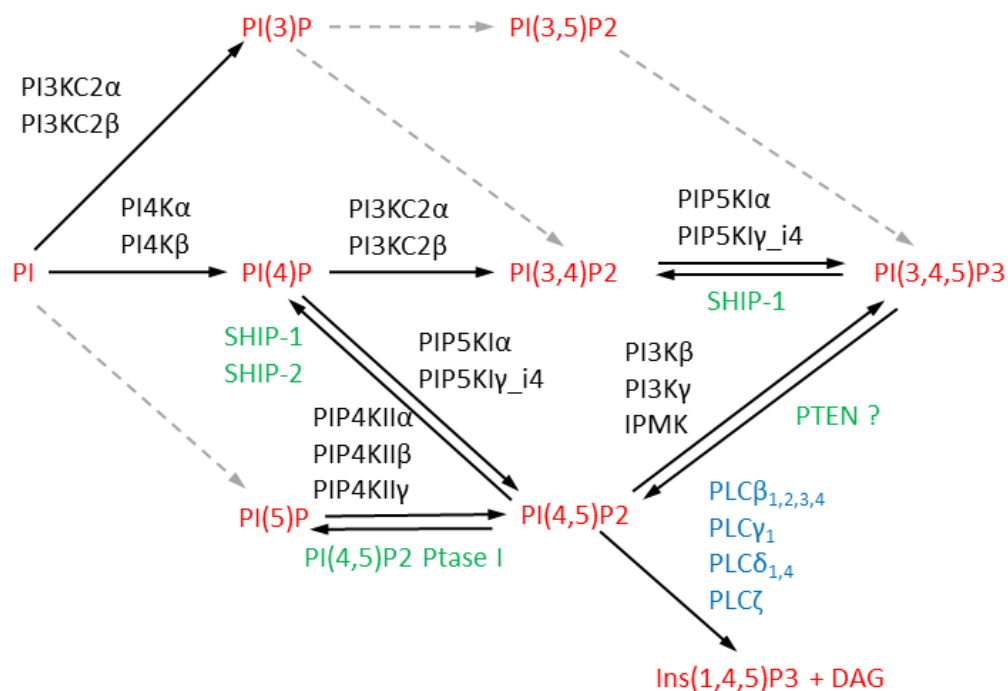 PI(3)P
PI(3,5)P2
PI3KC2α
PI3KC2β
PI4Kα
PI4Kβ
PI3KC2α
PI3KC2β
PIP5KIα
PIP5KIγ_i4
PI
PI(4)P
PI(3,4)P2
PI(3,4,5)P3
SHIP-1
SHIP-1
SHIP-2
PIP5KIα
PIP5KIγ_i4
PI3Kβ
PI3Kγ
IPMK
PTEN ?
PIP4KIIα
PIP4KIIβ
PIP4KIIγ
PI(5)P
PI(4,5)P2
PI(4,5)P2 Ptase I
PLCβ1,2,3,4
PLCγ1
PLCδ1,4
PLCζ
Ins(1,4,5)P3 + DAG